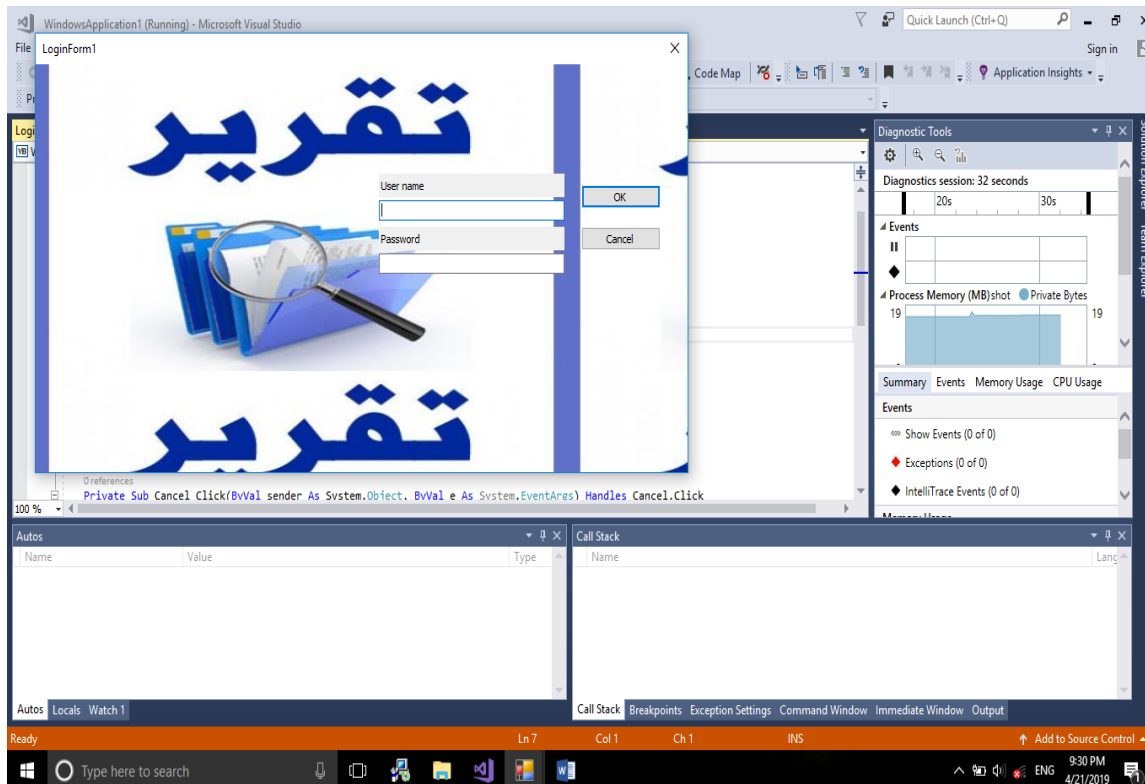 WindowsApplication1 (Running) - Microsoft Visual Studio
Quick Launch (Ctrl+Q)
File
LoginForm1
Sign in
Code Map
Application Insights
تقرير
User name
OK
Password
Cancel
تقرير
Diagnostic Tools
Diagnostics session: 32 seconds
20s 30s
Events
Process Memory (MB) shot Private Bytes
19 19
Summary Events Memory Usage CPU Usage
Events
Show Events (0 of 0)
Exceptions (0 of 0)
IntelliTrace Events (0 of 0)
Solution Explorer
Team Explorer
0 references
Private Sub Cancel_Click(ByVal sender As System.Object, ByVal e As System.EventArgs) Handles Cancel.Click
100 %
Autos
Name Value Type
Call Stack
Name Lang
Autos Locals Watch 1
Call Stack Breakpoints Exception Settings Command Window Immediate Window Output
Ready Ln 7 Col 1 Ch 1 INS Add to Source Control
Type here to search
ENG
9:30 PM
4/21/2019